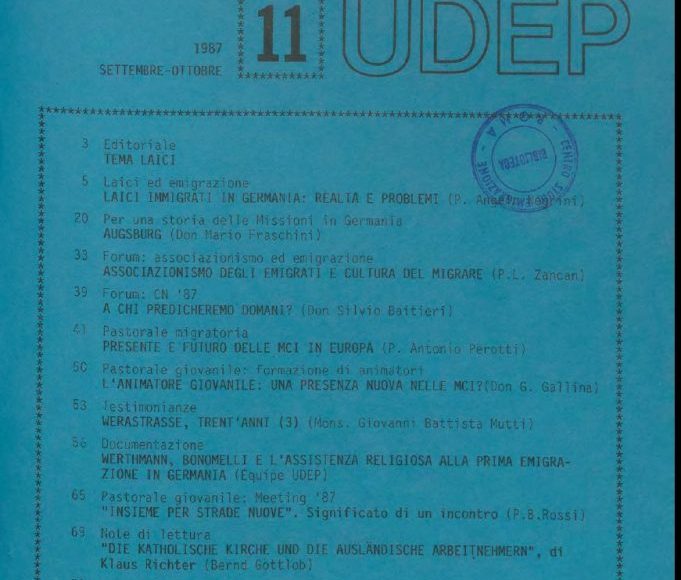 11
UDEP
1987
SETTEMBRE-OTTOBRE
3 Editoriale
TEMA LAICI
5 Laici ed emigrazione
LAICI IMMIGRATI IN GERMANIA: REALTA E PROBLEMI (P.
20 Per una storia delle Missioni in Germania
AUGSBURG (Don Mario Fraschini)
33 Forum: associazionismo ed emigrazione
ASSOCIAZIONISMO DEGLI EMIGRATI E CULTURA DEL MIGRARE (P.L. Zancan)
39 Forum: CN '87
A CHI PREDICHEREMO DOMANI? (Don Silvio Baitieri)
41 Pastorale migratoria
PRESENTE E FUTURO DELLE MCI IN EUROPA (P. Antonio Perotti)
50 Pastorale giovanile: formazione di animatori
L'ANIMATORE GIOVANILE: UNA PRESENZA NUOVA NELLE MCI?(Don G. Gallina)
53 Testimonianze
WERASTRASSE, TRENT'ANNI (3) (Mons. Giovanni Battista Mutti)
56 Documentazione
WERTHMANN, BONOMELLI E L'ASSISTENZA RELIGIOSA ALLA PRIMA EMIGRA-
ZIONE IN GERMANIA (Equipe UDEP)
65 Pastorale giovanile: Meeting '87
"INSIEME PER STRADE NUOVE". Significato di un incontro (P.B.Rossi)
69 Note di lettura
"DIE KATHOLISCHE KIRCHE UND DIE AUSLÄNDISCHE ARBEITNEHMERN", di
Klaus Richter (Bernd Gottlob)
ROMA
CENTRO
BIBLIOTECA